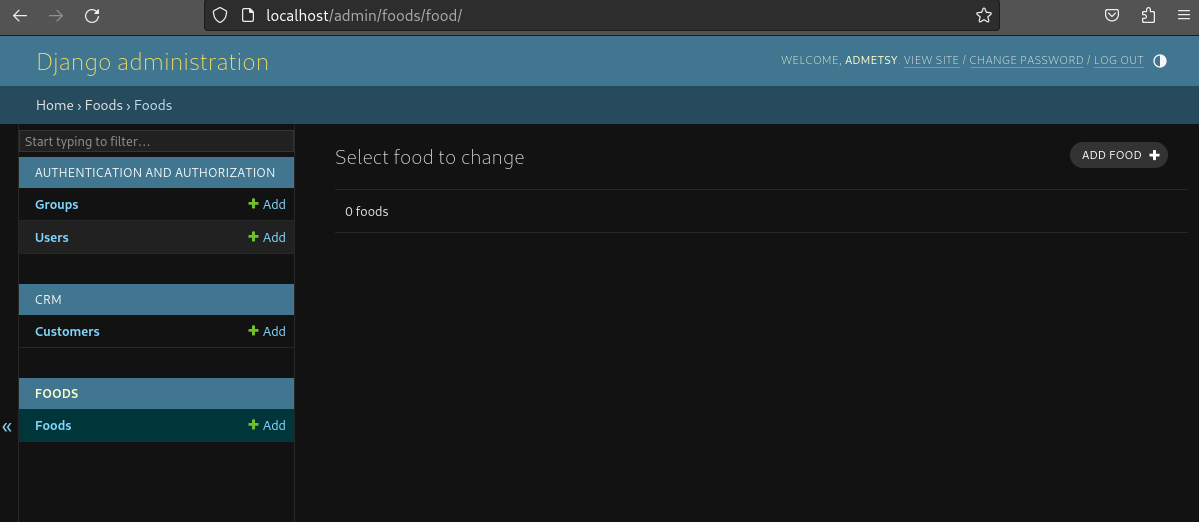 localhost/admin/foods/food/
Django administration
WELCOME, ADMETSY. VIEW SITE / CHANGE PASSWORD / LOG OUT
Home › Foods › Foods
Start typing to filter…
AUTHENTICATION AND AUTHORIZATION
Groups + Add
Users + Add
CRM
Customers + Add
FOODS
Foods + Add
«
Select food to change
ADD FOOD +
0 foods